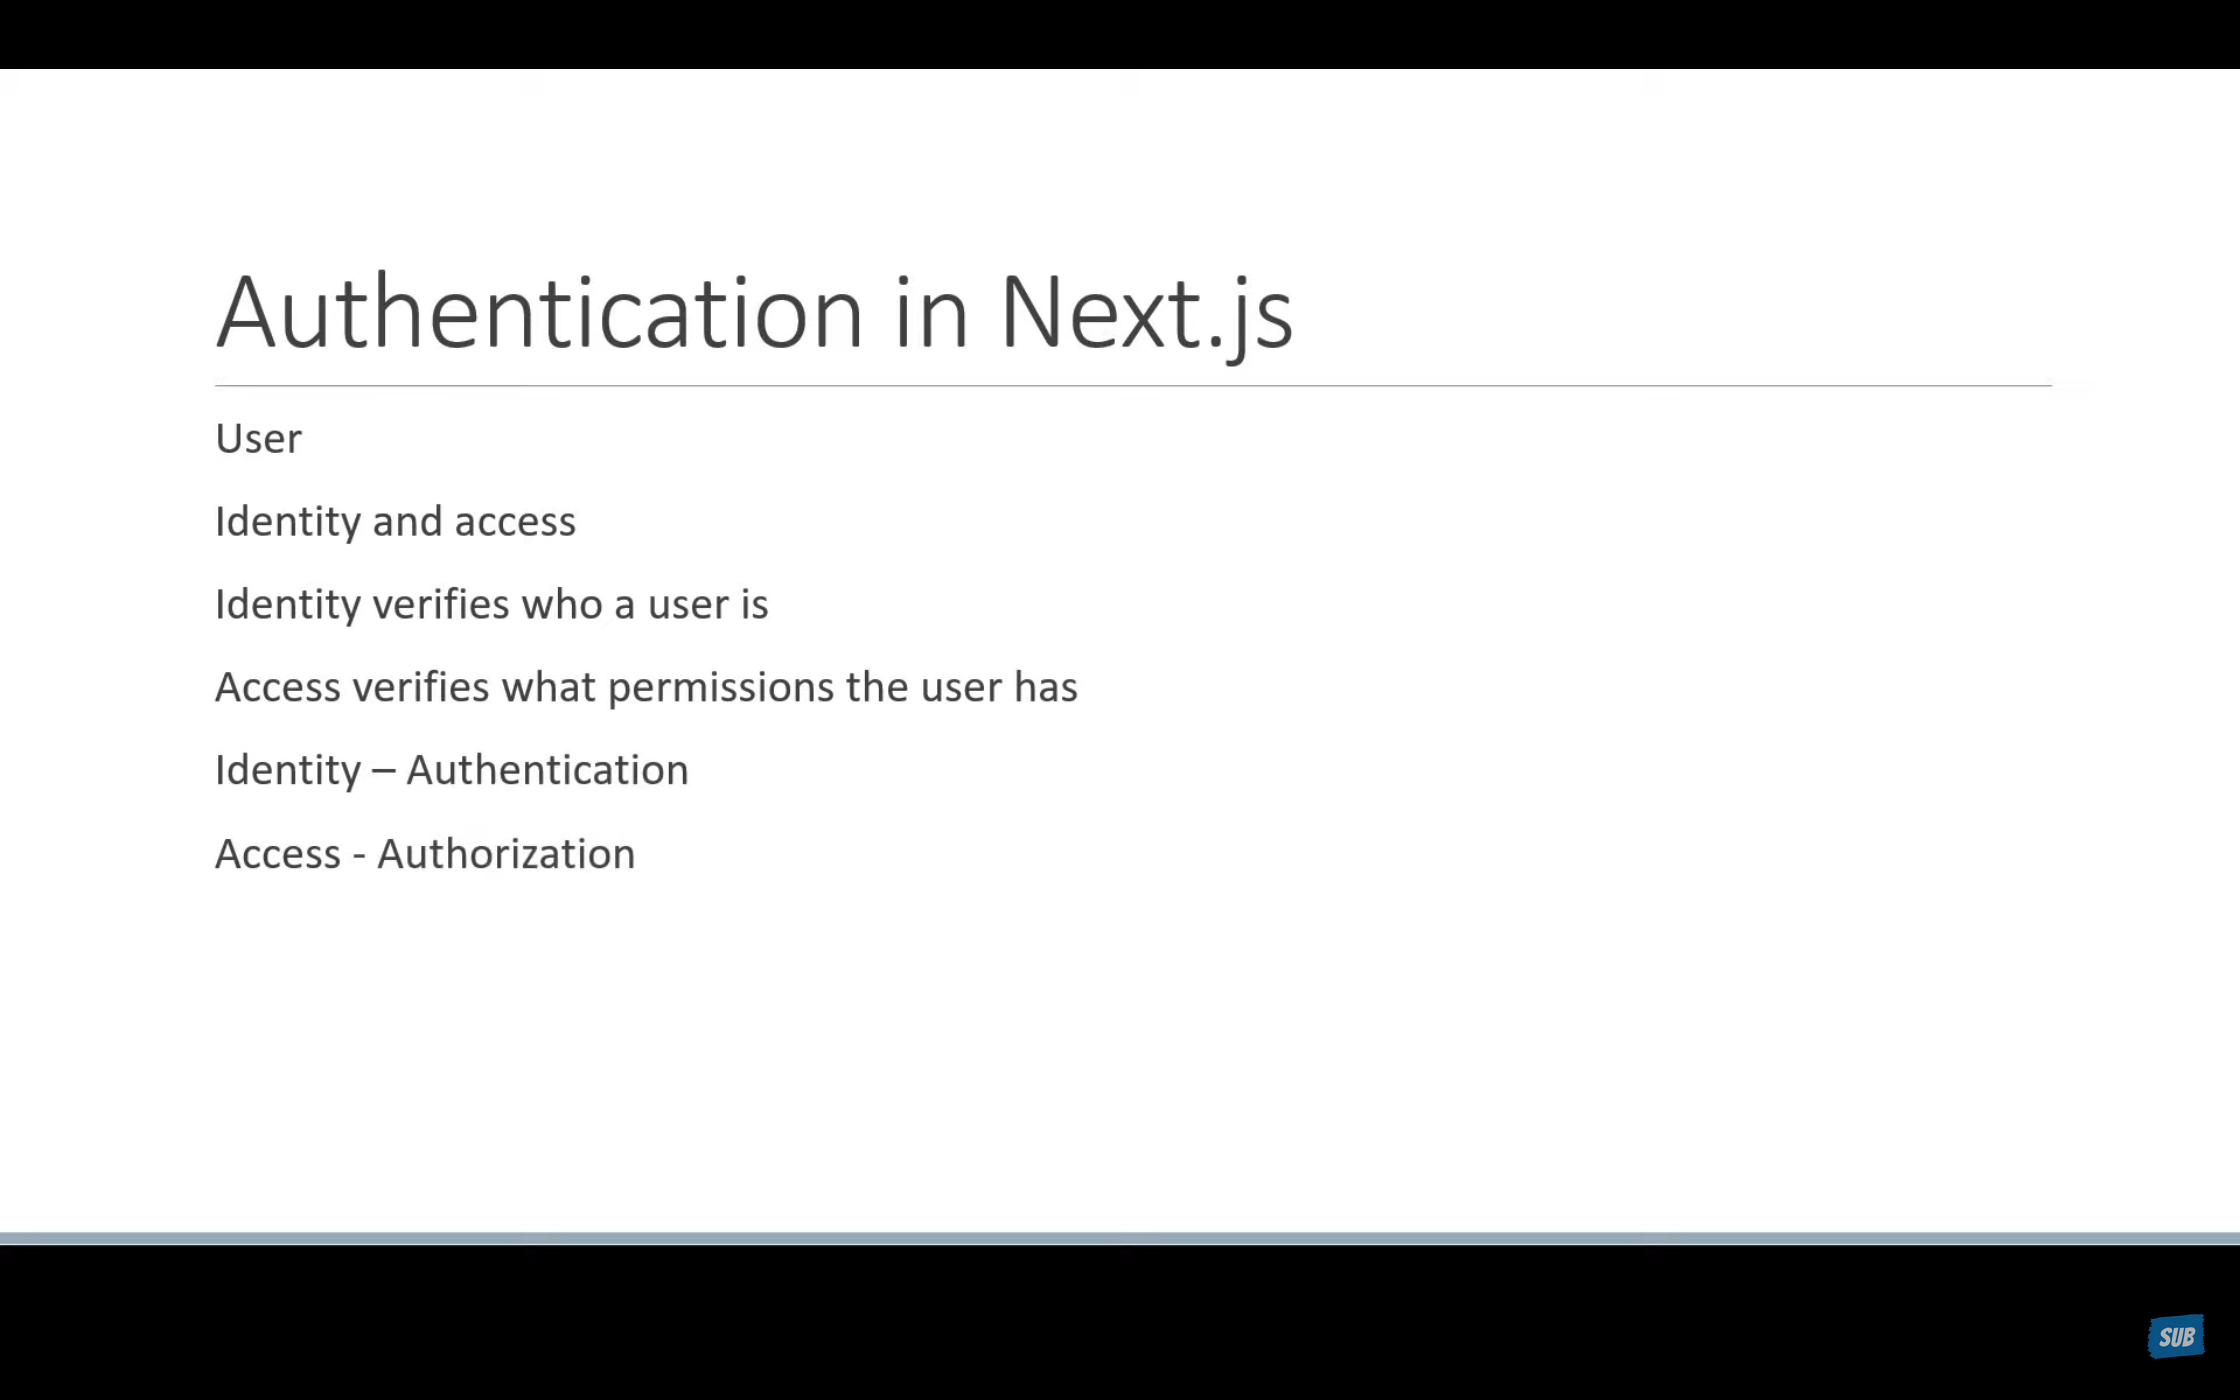 Authentication in Next.js
User
Identity and access
Identity verifies who a user is
Access verifies what permissions the user has
Identity – Authentication
Access - Authorization
SUB